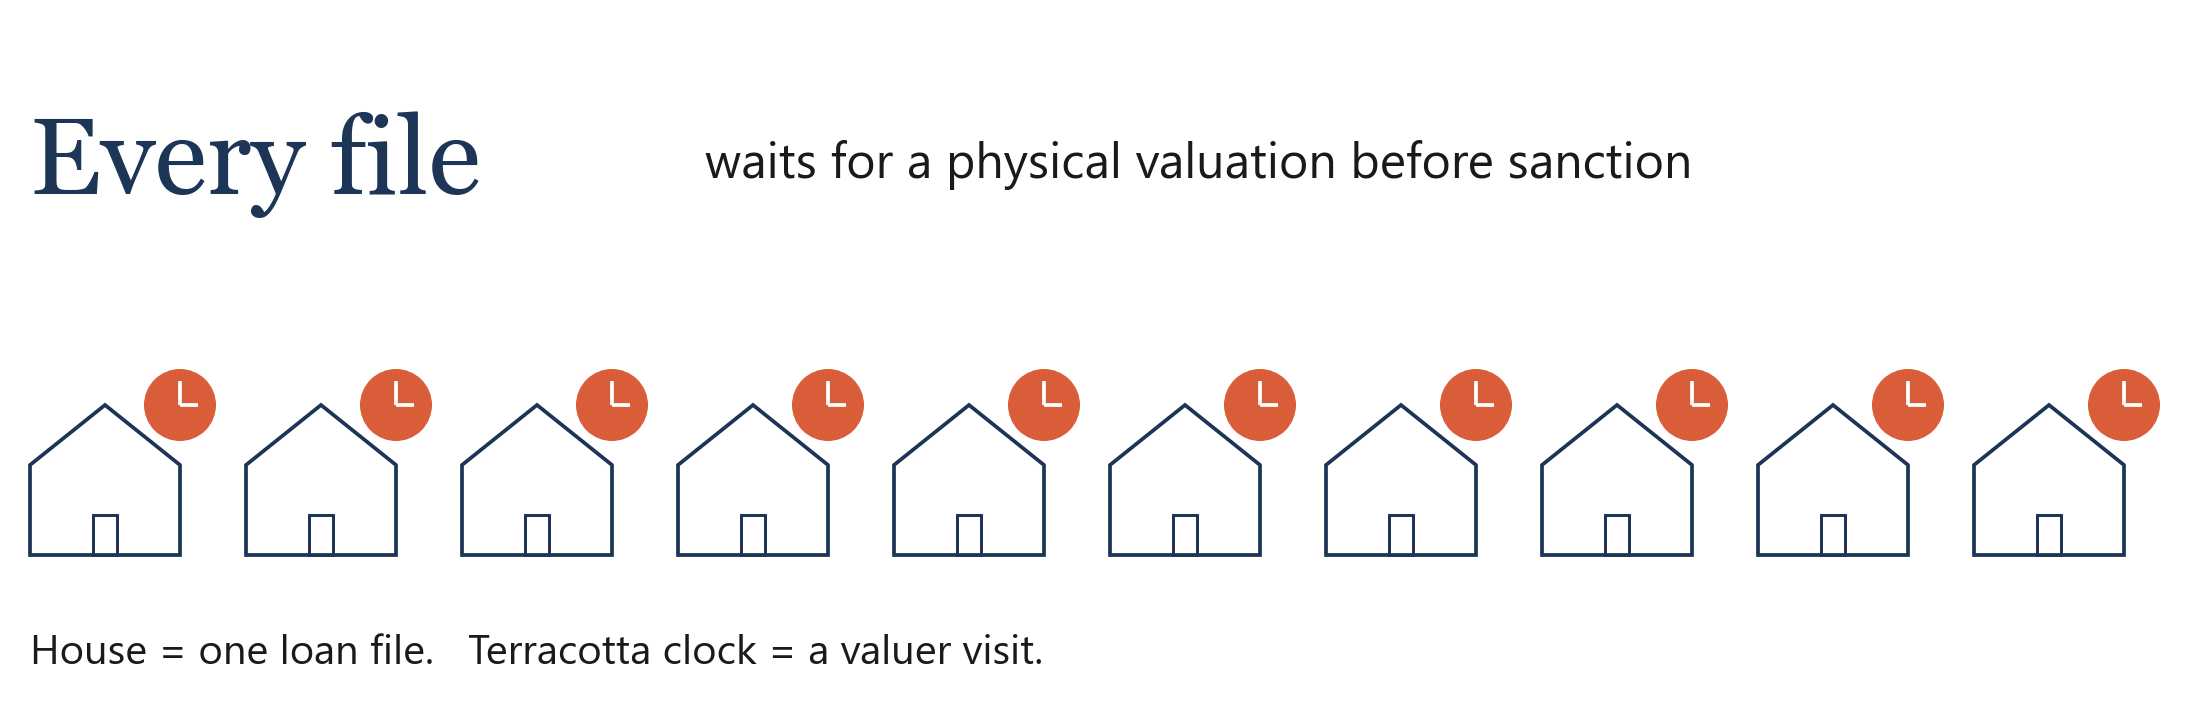 Every file waits for a physical valuation before sanction
House = one loan file. Terracotta clock = a valuer visit.